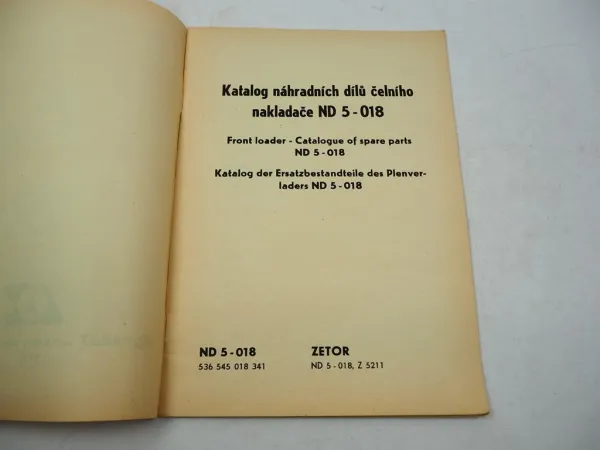 Katalog náhradních dílů čelního
nakladače ND 5-018
Front loader - Catalogue of spare parts
ND 5-018
Katalog der Ersatzbestandteile des Plenver-
laders ND 5-018
ND 5-018
536 545 018 341
ZETOR
ND 5-018, Z 5211